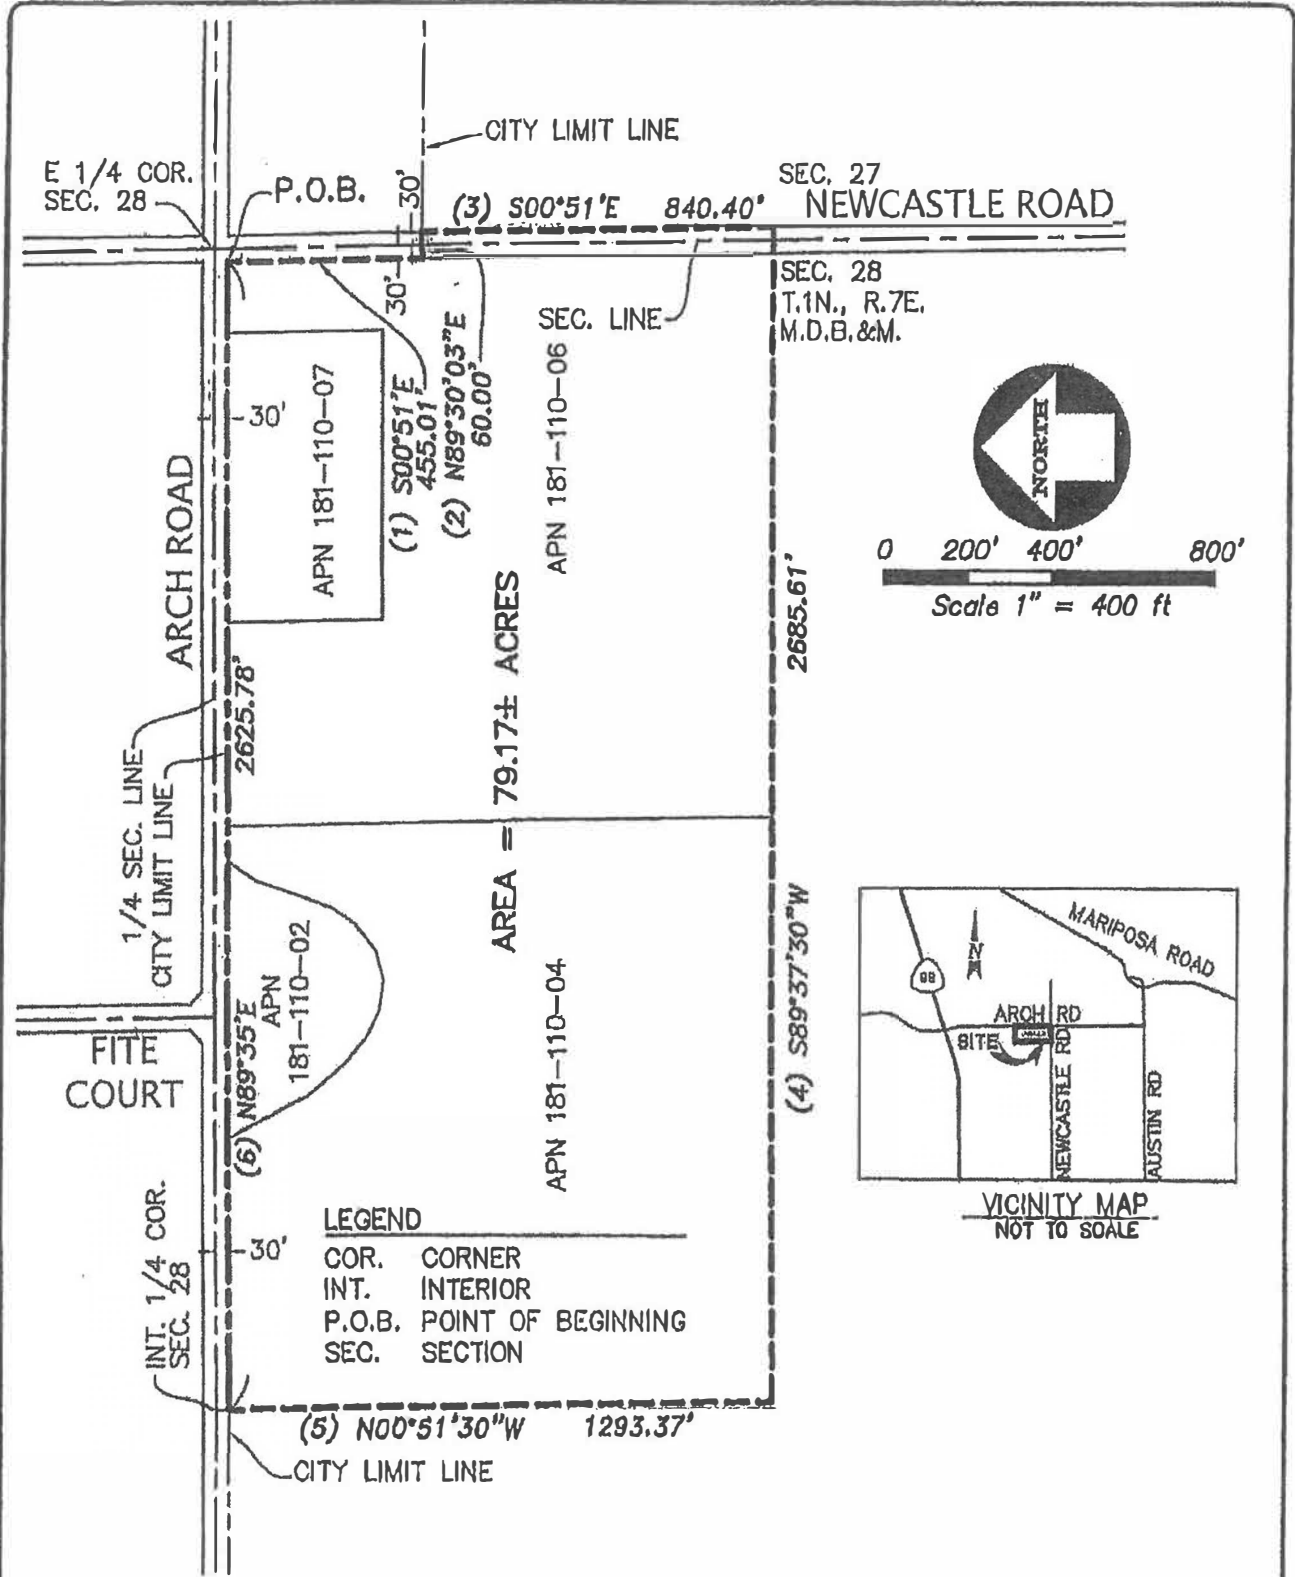 CITY LIMIT LINE
E 1/4 COR.
SEC. 28
P.O.B.
30'
SEC. 27
(3) S00°51'E 840.40'
NEWCASTLE ROAD
30'
SEC. LINE
SEC. 28
T.1N., R.7E.
M.D.B.&M.
(1) S00°51'E
455.01'
(2) N89°30'03"E
60.00'
APN 181-110-07
APN 181-110-06
30'
ARCH ROAD
NORTH
0 200' 400' 800'
Scale 1" = 400 ft
2685.61'
2625.78'
1/4 SEC. LINE
CITY LIMIT LINE
AREA = 79.17± ACRES
(6) N89°35'E
APN
181-110-02
APN 181-110-04
(4) S89°37'30"W
FITE
COURT
MARIPOSA ROAD
N
88
ARCH RD
SITE
NEWCASTLE RD
AUSTIN RD
VICINITY MAP
NOT TO SCALE
INT. 1/4 COR.
SEC. 28
30'
LEGEND
COR. CORNER
INT. INTERIOR
P.O.B. POINT OF BEGINNING
SEC. SECTION
(5) N00°51'30"W 1293.37'
CITY LIMIT LINE